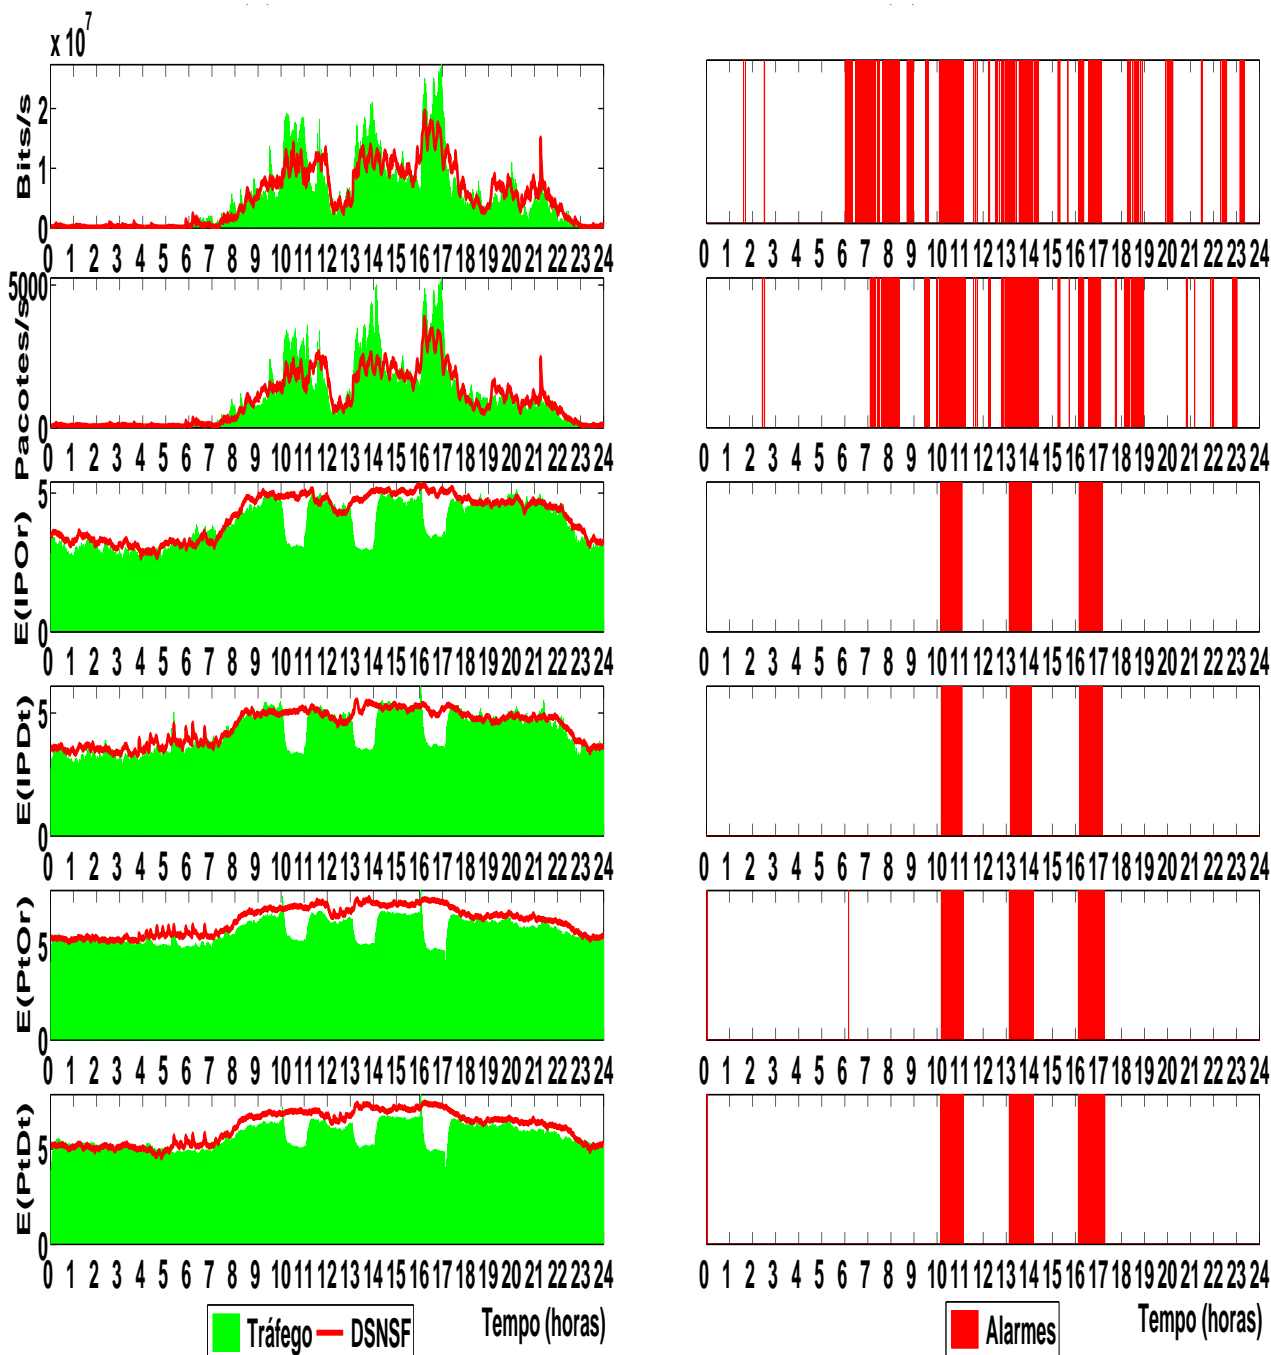 x 10^7
Bits/s
2
1
0
0 1 2 3 4 5 6 7 8 9 10 11 12 13 14 15 16 17 18 19 20 21 22 23 24
0 1 2 3 4 5 6 7 8 9 10 11 12 13 14 15 16 17 18 19 20 21 22 23 24
Pacotes/s
5000
0
0 1 2 3 4 5 6 7 8 9 10 11 12 13 14 15 16 17 18 19 20 21 22 23 24
0 1 2 3 4 5 6 7 8 9 10 11 12 13 14 15 16 17 18 19 20 21 22 23 24
E(IPOr)
5
0
0 1 2 3 4 5 6 7 8 9 10 11 12 13 14 15 16 17 18 19 20 21 22 23 24
0 1 2 3 4 5 6 7 8 9 10 11 12 13 14 15 16 17 18 19 20 21 22 23 24
E(IPDt)
5
0
0 1 2 3 4 5 6 7 8 9 10 11 12 13 14 15 16 17 18 19 20 21 22 23 24
0 1 2 3 4 5 6 7 8 9 10 11 12 13 14 15 16 17 18 19 20 21 22 23 24
E(PtOr)
5
0
0 1 2 3 4 5 6 7 8 9 10 11 12 13 14 15 16 17 18 19 20 21 22 23 24
0 1 2 3 4 5 6 7 8 9 10 11 12 13 14 15 16 17 18 19 20 21 22 23 24
E(PtDt)
5
0
0 1 2 3 4 5 6 7 8 9 10 11 12 13 14 15 16 17 18 19 20 21 22 23 24
0 1 2 3 4 5 6 7 8 9 10 11 12 13 14 15 16 17 18 19 20 21 22 23 24
Tráfego DSNSF
Tempo (horas)
Alarmes
Tempo (horas)